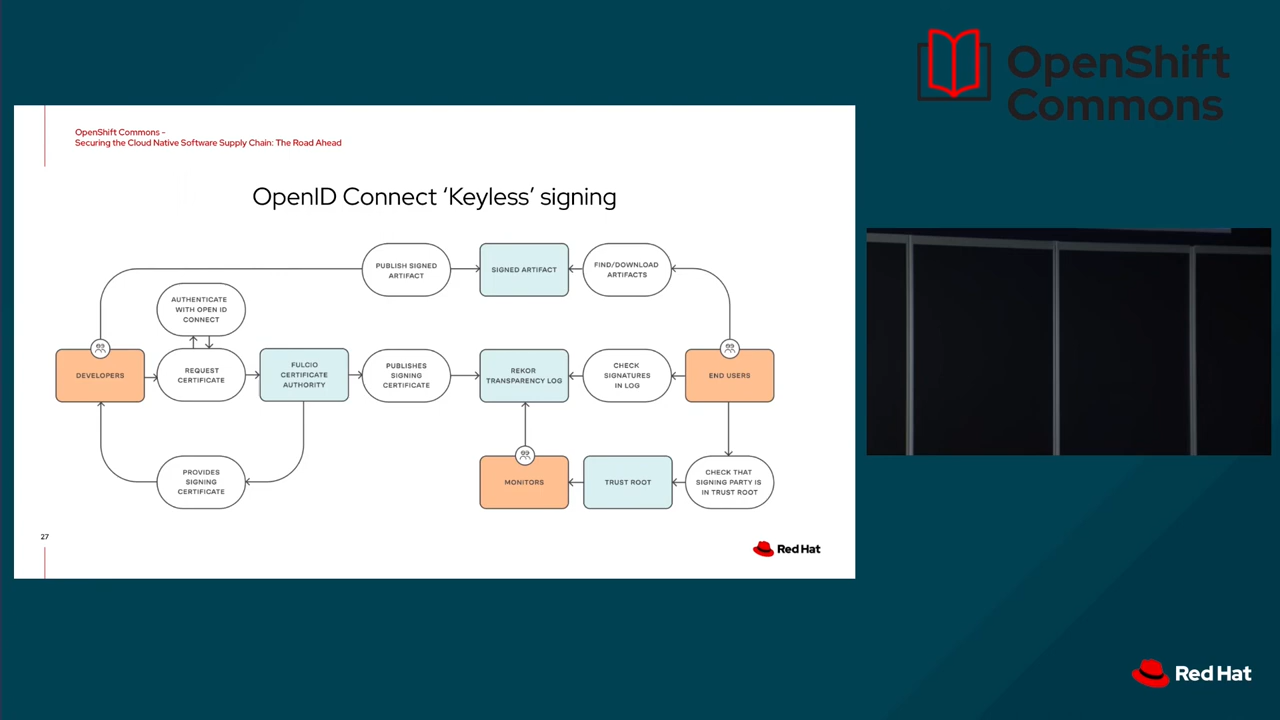 OpenShift
Commons
OpenShift Commons -
Securing the Cloud Native Software Supply Chain: The Road Ahead
OpenID Connect ‘Keyless’ signing
PUBLISH SIGNED
ARTIFACT
SIGNED ARTIFACT
FIND/DOWNLOAD
ARTIFACTS
AUTHENTICATE
WITH OPEN ID
CONNECT
DEVELOPERS
REQUEST
CERTIFICATE
FULCIO
CERTIFICATE
AUTHORITY
PUBLISHES
SIGNING
CERTIFICATE
REKOR
TRANSPARENCY LOG
CHECK
SIGNATURES
IN LOG
END USERS
PROVIDES
SIGNING
CERTIFICATE
MONITORS
TRUST ROOT
CHECK THAT
SIGNING PARTY IS
IN TRUST ROOT
27
Red Hat
Red Hat